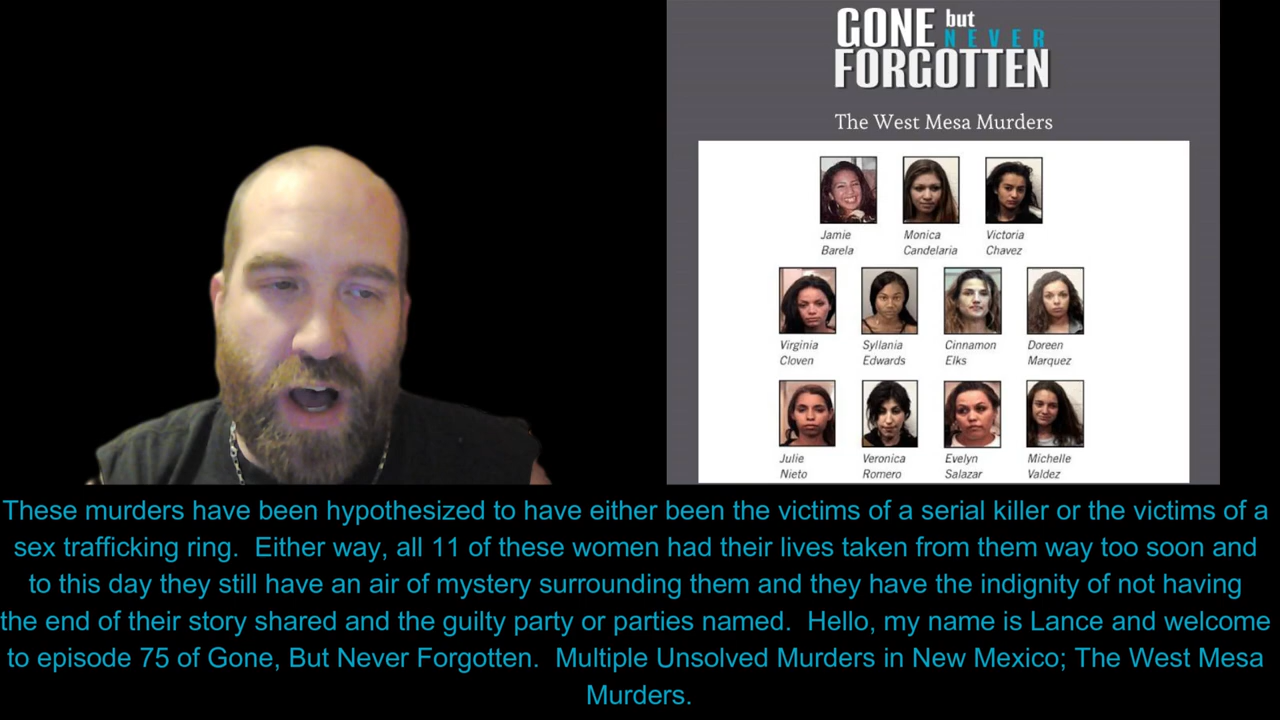 GONE but
NEVER
FORGOTTEN
The West Mesa Murders
Jamie Barela
Monica Candelaria
Victoria Chavez
Virginia Cloven
Syllania Edwards
Cinnamon Elks
Doreen Marquez
Julie Nieto
Veronica Romero
Evelyn Salazar
Michelle Valdez
These murders have been hypothesized to have either been the victims of a serial killer or the victims of a
sex trafficking ring.  Either way, all 11 of these women had their lives taken from them way too soon and
to this day they still have an air of mystery surrounding them and they have the indignity of not having
the end of their story shared and the guilty party or parties named.  Hello, my name is Lance and welcome
to episode 75 of Gone, But Never Forgotten.  Multiple Unsolved Murders in New Mexico; The West Mesa
Murders.